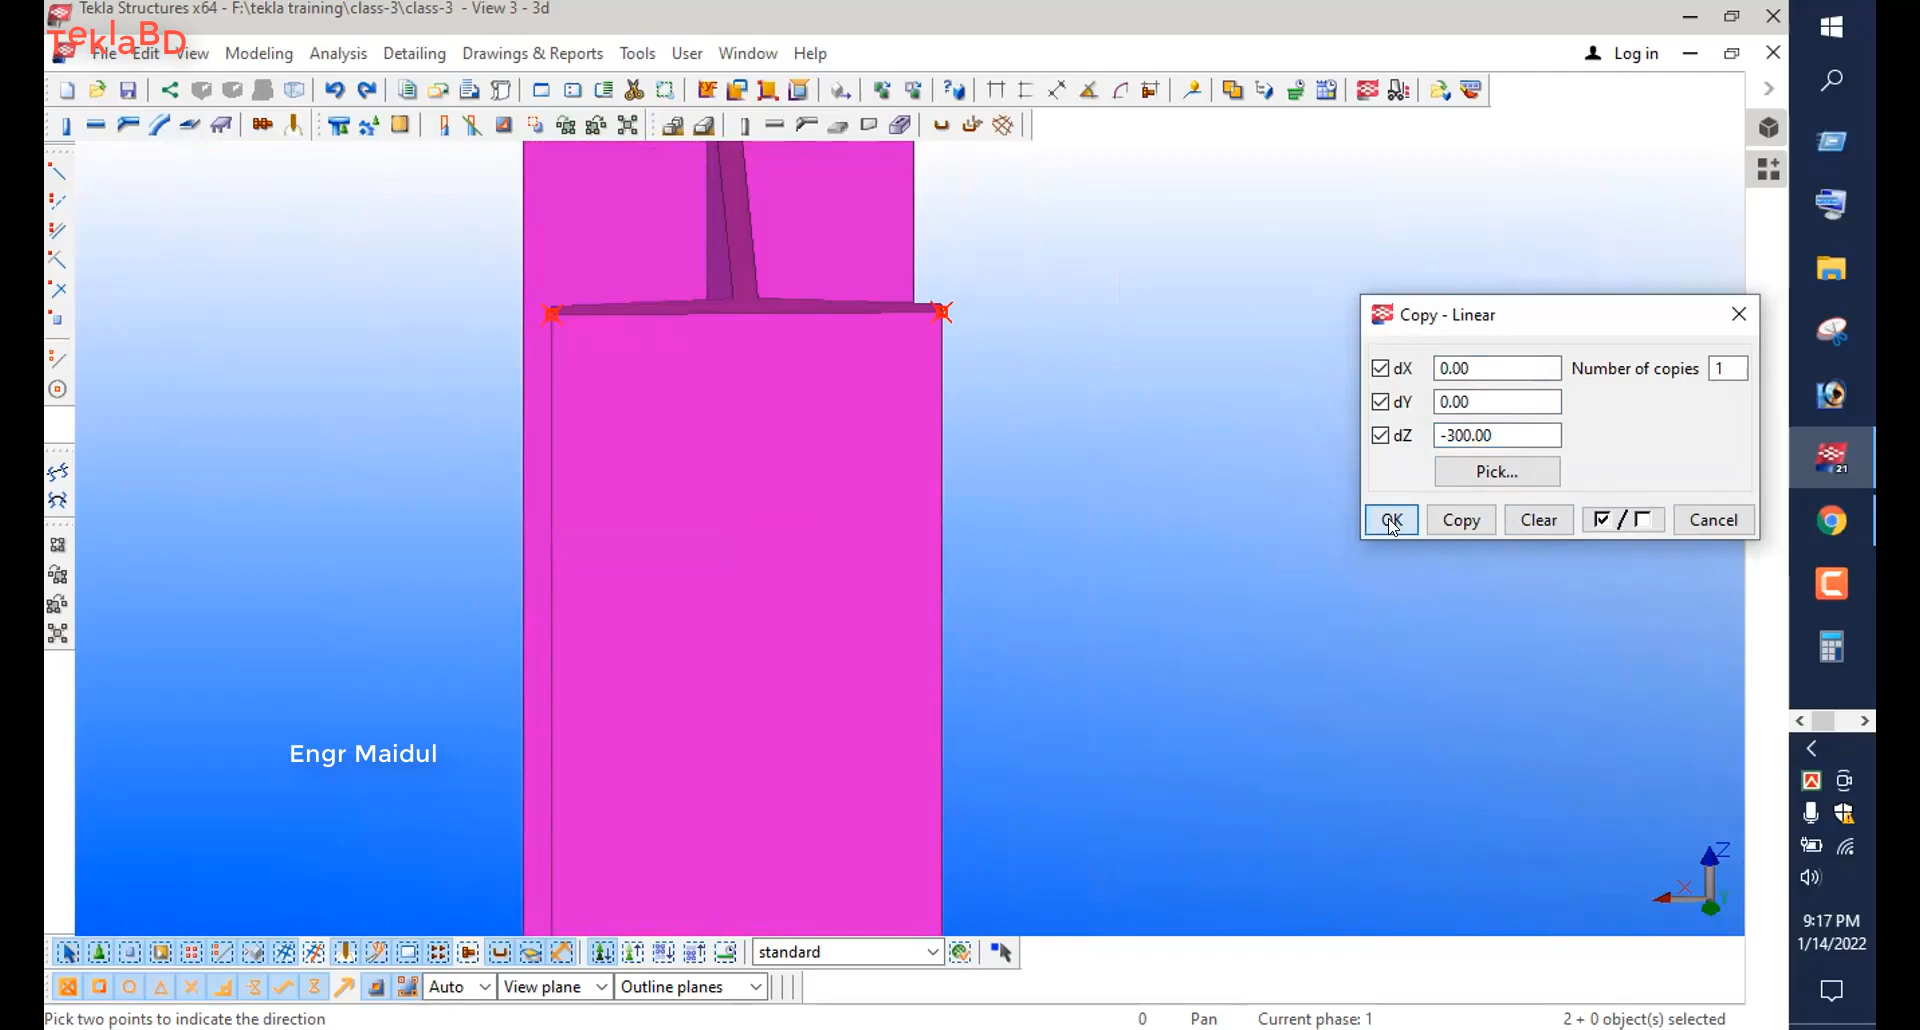 Tekla Structures x64 - F:\tekla training\class-3\class-3 - View 3 - 3d
TeklaBD
File Edit View Modeling Analysis Detailing Drawings & Reports Tools User Window Help
Log in
Copy - Linear
dX 0.00 Number of copies 1
dY 0.00
dZ -300.00
Pick...
OK Copy Clear / Cancel
21
Engr Maidul
Z
X
Y
9:17 PM
1/14/2022
standard
Auto View plane Outline planes
Pick two points to indicate the direction 0 Pan Current phase: 1 2 + 0 object(s) selected